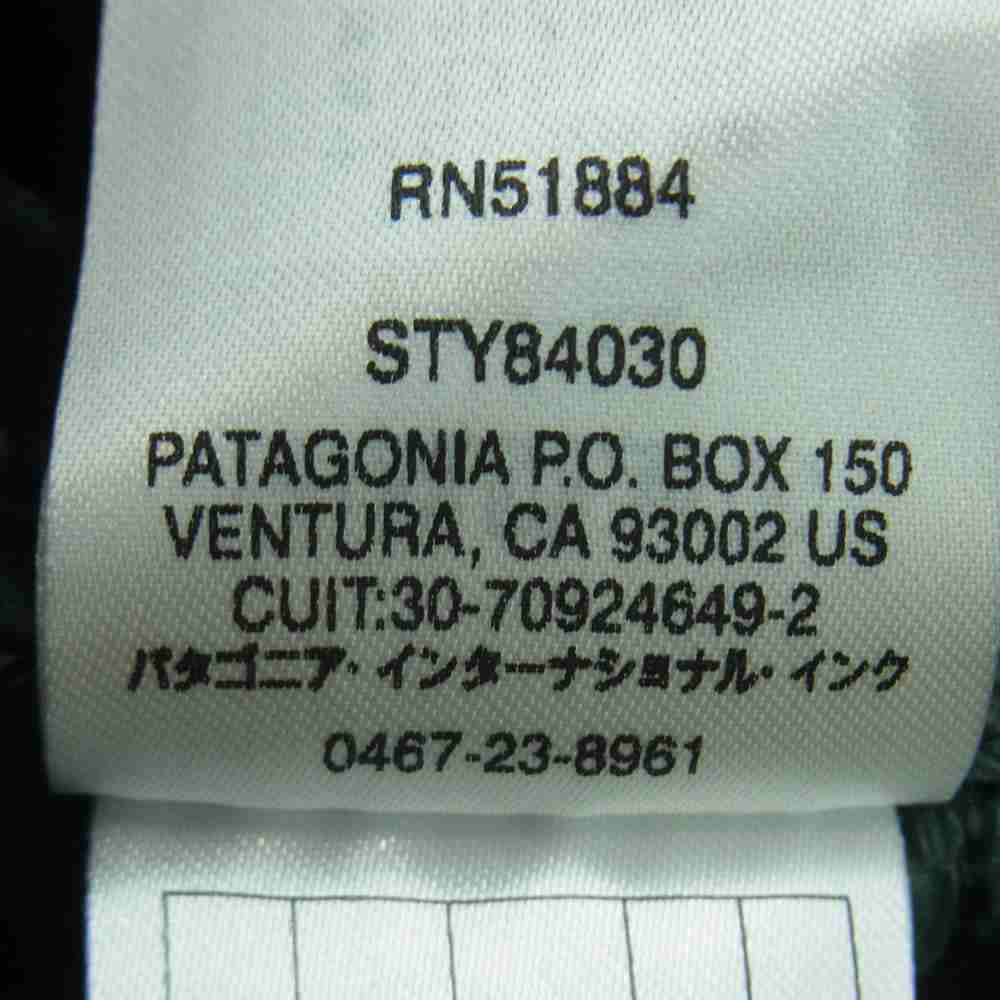 RN51884
STY84030
PATAGONIA P.O. BOX 150
VENTURA, CA 93002 US
CUIT:30-70924649-2
パタゴニア・インターナショナル・インク
0467-23-8961